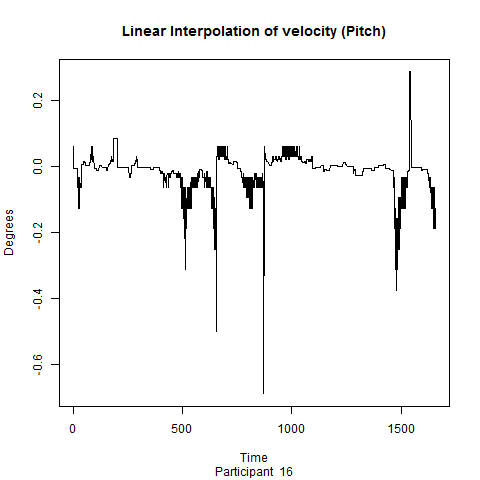 Linear Interpolation of velocity (Pitch)
Degrees
0.2
0.0
-0.2
-0.4
-0.6
0 500 1000 1500
Time
Participant 16